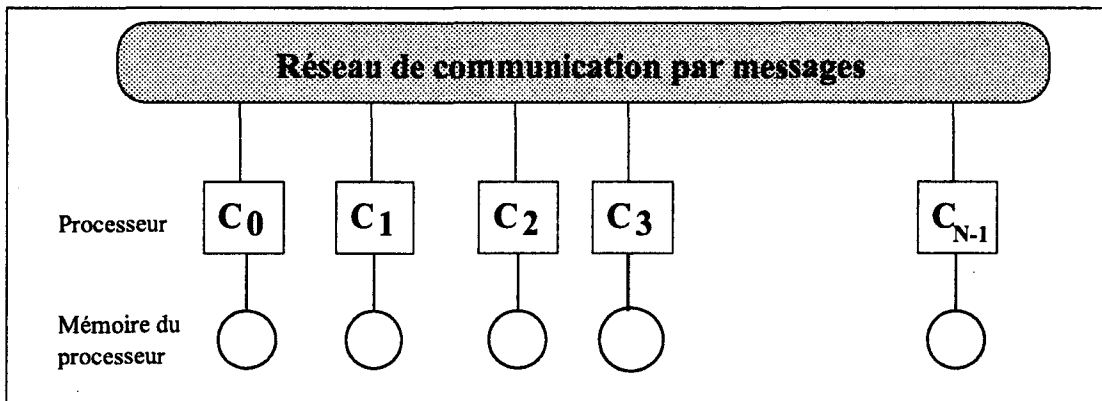 Réseau de communication par messages
Processeur C0 C1 C2 C3 CN-1
Mémoire du
processeur